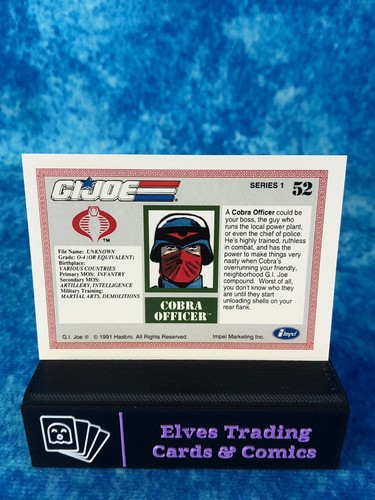 G.I.JOE
SERIES 1 52
TM
File Name: UNKNOWN
Grade: O-4 (OR EQUIVALENT)
Birthplace:
VARIOUS COUNTRIES
Primary MOS: INFANTRY
Secondary MOS:
ARTILLERY, INTELLIGENCE
Military Training:
MARTIAL ARTS, DEMOLITIONS
COBRA
OFFICER™
A Cobra Officer could be
your boss, the guy who
runs the local power plant,
or even the chief of police.
He's highly trained, ruthless
in combat, and has the
power to make things very
nasty when Cobra's
overrunning your friendly,
neighborhood G.I. Joe
compound. Worst of all,
you don't know who they
are until they start
unloading shells on your
rear flank.
G.I. Joe ® © 1991 Hasbro. All Rights Reserved. Impel Marketing Inc.
impel
Elves Trading
Cards & Comics